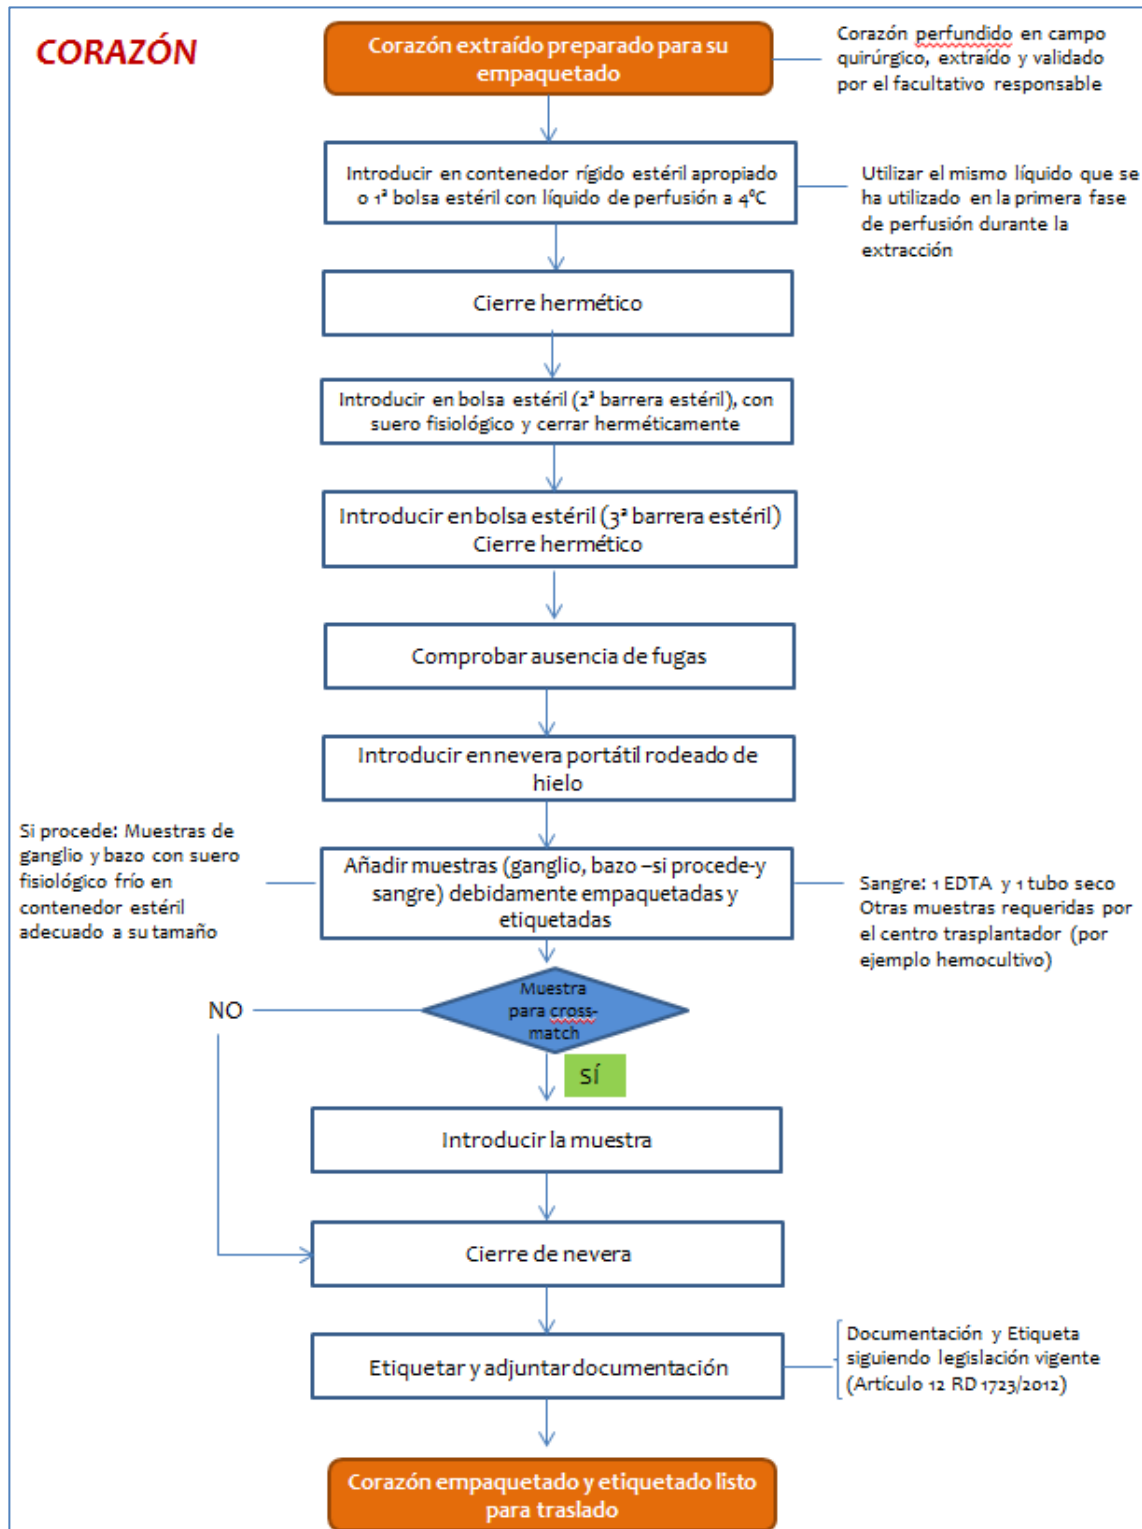 CORAZÓN
Corazón extraído preparado para su
empaquetado
Corazón perfundido en campo
quirúrgico, extraído y validado
por el facultativo responsable
Introducir en contenedor rígido estéril apropiado
o 1ª bolsa estéril con líquido de perfusión a 4ºC
Utilizar el mismo líquido que se
ha utilizado en la primera fase
de perfusión durante la
extracción
Cierre hermético
Introducir en bolsa estéril (2ª barrera estéril), con
suero fisiológico y cerrar herméticamente
Introducir en bolsa estéril (3ª barrera estéril)
Cierre hermético
Comprobar ausencia de fugas
Introducir en nevera portátil rodeado de
hielo
Si procede: Muestras de
ganglio y bazo con suero
fisiológico frío en
contenedor estéril
adecuado a su tamaño
Añadir muestras (ganglio, bazo –si procede-y
sangre) debidamente empaquetadas y
etiquetadas
Sangre: 1 EDTA y 1 tubo seco
Otras muestras requeridas por
el centro trasplantador (por
ejemplo hemocultivo)
Muestra
para cross-
match
NO
SÍ
Introducir la muestra
Cierre de nevera
Etiquetar y adjuntar documentación
Documentación y Etiqueta
siguiendo legislación vigente
(Artículo 12 RD 1723/2012)
Corazón empaquetado y etiquetado listo
para traslado